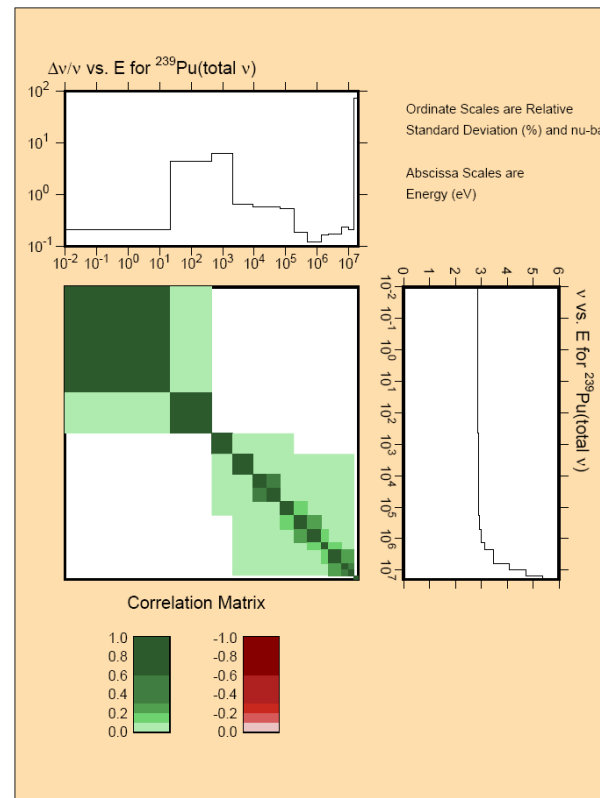 Δν/ν vs. E for ²³⁹Pu(total ν)
Ordinate Scales are Relative
Standard Deviation (%) and nu-ba
Abscissa Scales are
Energy (eV)
10²
10¹
10⁰
10⁻¹
10⁻² 10⁻¹ 10⁰ 10¹ 10² 10³ 10⁴ 10⁵ 10⁶ 10⁷
0 1 2 3 4 5 6
ν vs. E for ²³⁹Pu(total ν)
10⁻²
10⁻¹
10⁰
10¹
10²
10³
10⁴
10⁵
10⁶
10⁷
Correlation Matrix
1.0
0.8
0.6
0.4
0.2
0.0
-1.0
-0.8
-0.6
-0.4
-0.2
0.0